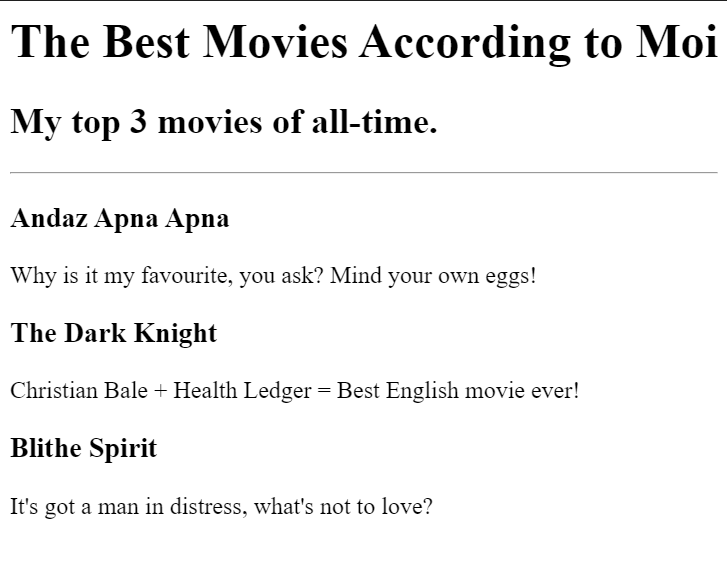 The Best Movies According to Moi
My top 3 movies of all-time.
Andaz Apna Apna
Why is it my favourite, you ask? Mind your own eggs!
The Dark Knight
Christian Bale + Health Ledger = Best English movie ever!
Blithe Spirit
It's got a man in distress, what's not to love?